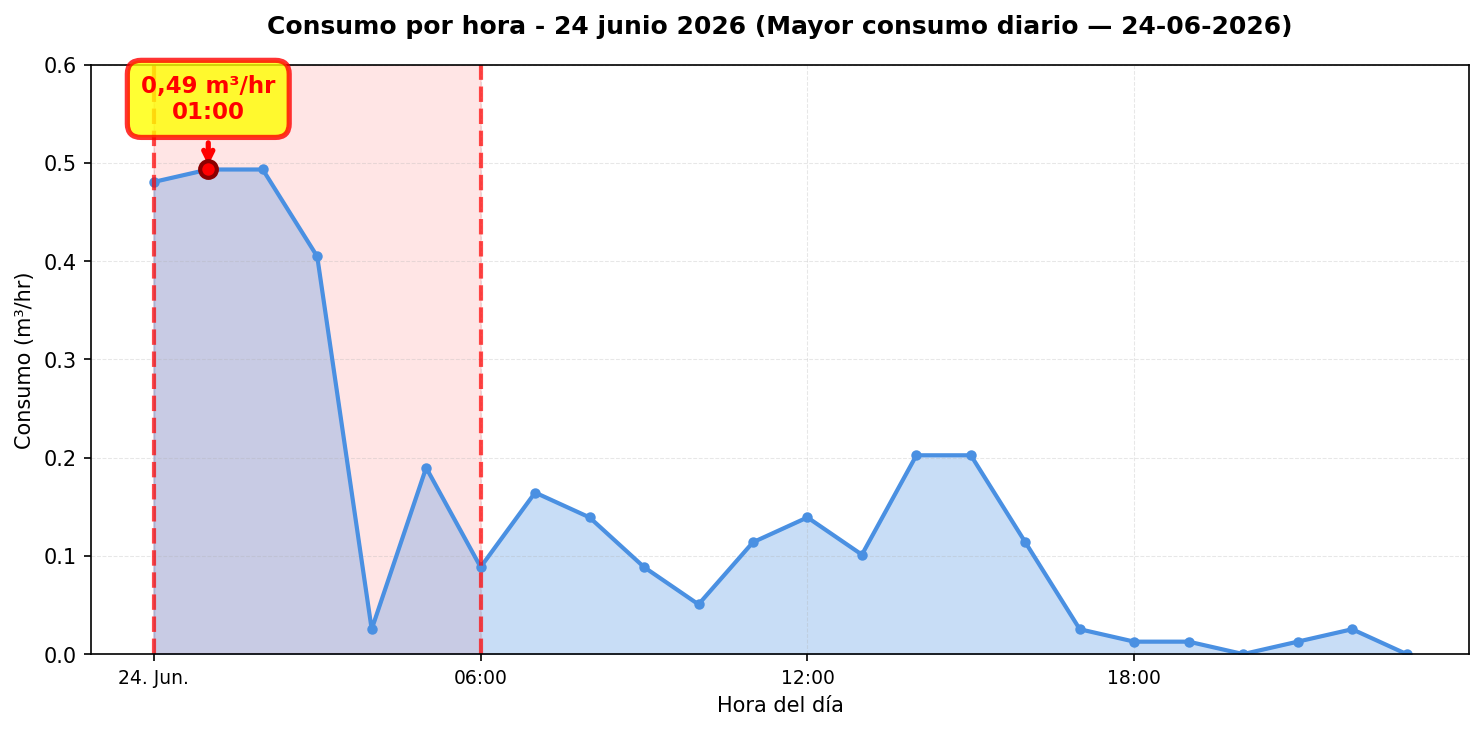 Consumo por hora - 24 junio 2026 (Mayor consumo diario — 24-06-2026)
0,49 m³/hr
01:00
0.6
0.5
0.4
0.3
0.2
0.1
0.0
Consumo (m³/hr)
24. Jun.
06:00
12:00
18:00
Hora del día